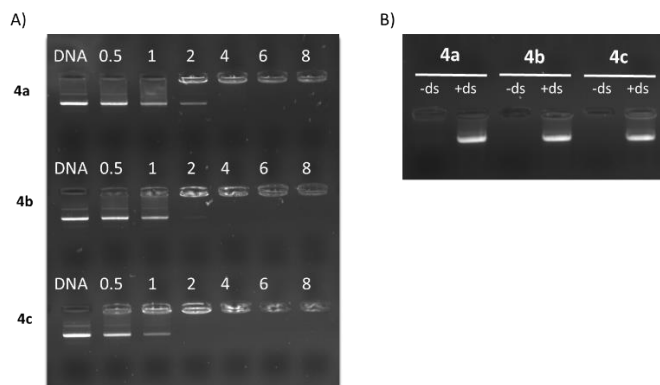 A)
DNA 0.5 1 2 4 6 8
4a
DNA 0.5 1 2 4 6 8
4b
DNA 0.5 1 2 4 6 8
4c
B)
4a 4b 4c
-ds +ds -ds +ds -ds +ds